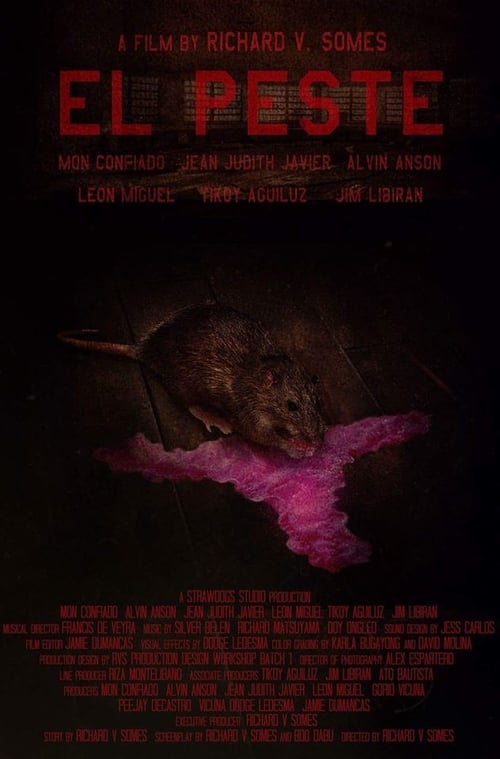 A FILM BY RICHARD V. SOMES
EL PESTE
MON CONFIADO JEAN JUDITH JAVIER ALVIN ANSON
LEON MIGUEL TIKOY AGUILUZ JIM LIBIRAN
A STRAWDOGS STUDIO PRODUCTION
MON CONFIADO ALVIN ANSON JEAN JUDITH JAVIER LEON MIGUEL TIKOY AGUILUZ JIM LIBIRAN
MUSICAL DIRECTOR FRANCIS DE VEYRA MUSIC BY SILVER BELEN RICHARD MATSUYAMA DOY ONGLEO SOUND DESIGN BY JESS CARLOS
FILM EDITOR JAMIE DUMANCAS VISUAL EFFECTS BY DODGE LEDESMA COLOR GRADING BY KARLA BUGAYONG AND DAVID MOLINA
PRODUCTION DESIGN BY RVS PRODUCTION DESIGN WORKSHOP BATCH 1 DIRECTOR OF PHOTOGRAPHY ALEX ESPARTERO
LINE PRODUCER RIZA MONTELIBANO ASSOCIATE PRODUCERS TIKOY AGUILUZ JIM LIBIRAN ATO BAUTISTA
PRODUCERS MON CONFIADO ALVIN ANSON JEAN JUDITH JAVIER LEON MIGUEL GORIO VICUNA
PEEJAY DECASTRO VICUNA DODGE LEDESMA JAMIE DUMANCAS
EXECUTIVE PRODUCER RICHARD V SOMES
STORY BY RICHARD V SOMES SCREENPLAY BY RICHARD V SOMES AND BOO DABU DIRECTED BY RICHARD V SOMES